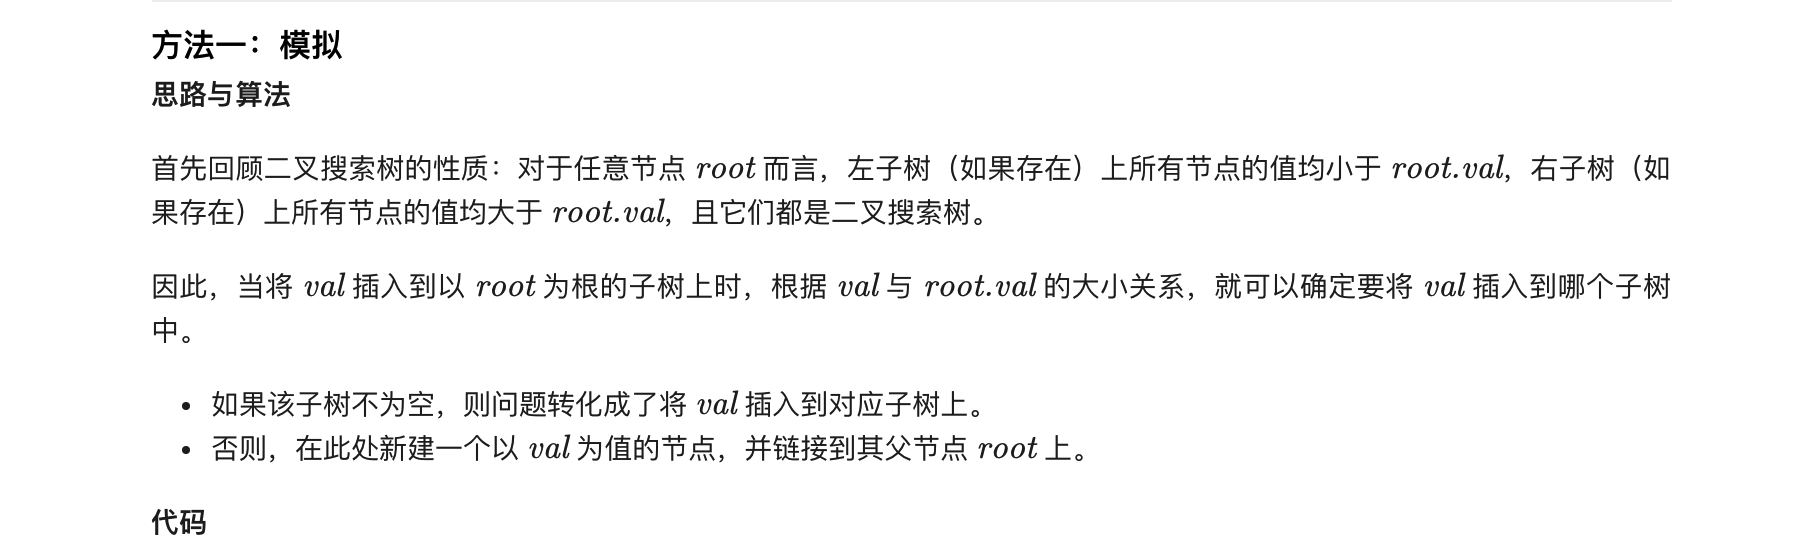 方法一：模拟
思路与算法
首先回顾二叉搜索树的性质：对于任意节点 root 而言，左子树（如果存在）上所有节点的值均小于 root.val，右子树（如
果存在）上所有节点的值均大于 root.val，且它们都是二叉搜索树。
因此，当将 val 插入到以 root 为根的子树上时，根据 val 与 root.val 的大小关系，就可以确定要将 val 插入到哪个子树
中。
• 如果该子树不为空，则问题转化成了将 val 插入到对应子树上。
• 否则，在此处新建一个以 val 为值的节点，并链接到其父节点 root 上。
代码